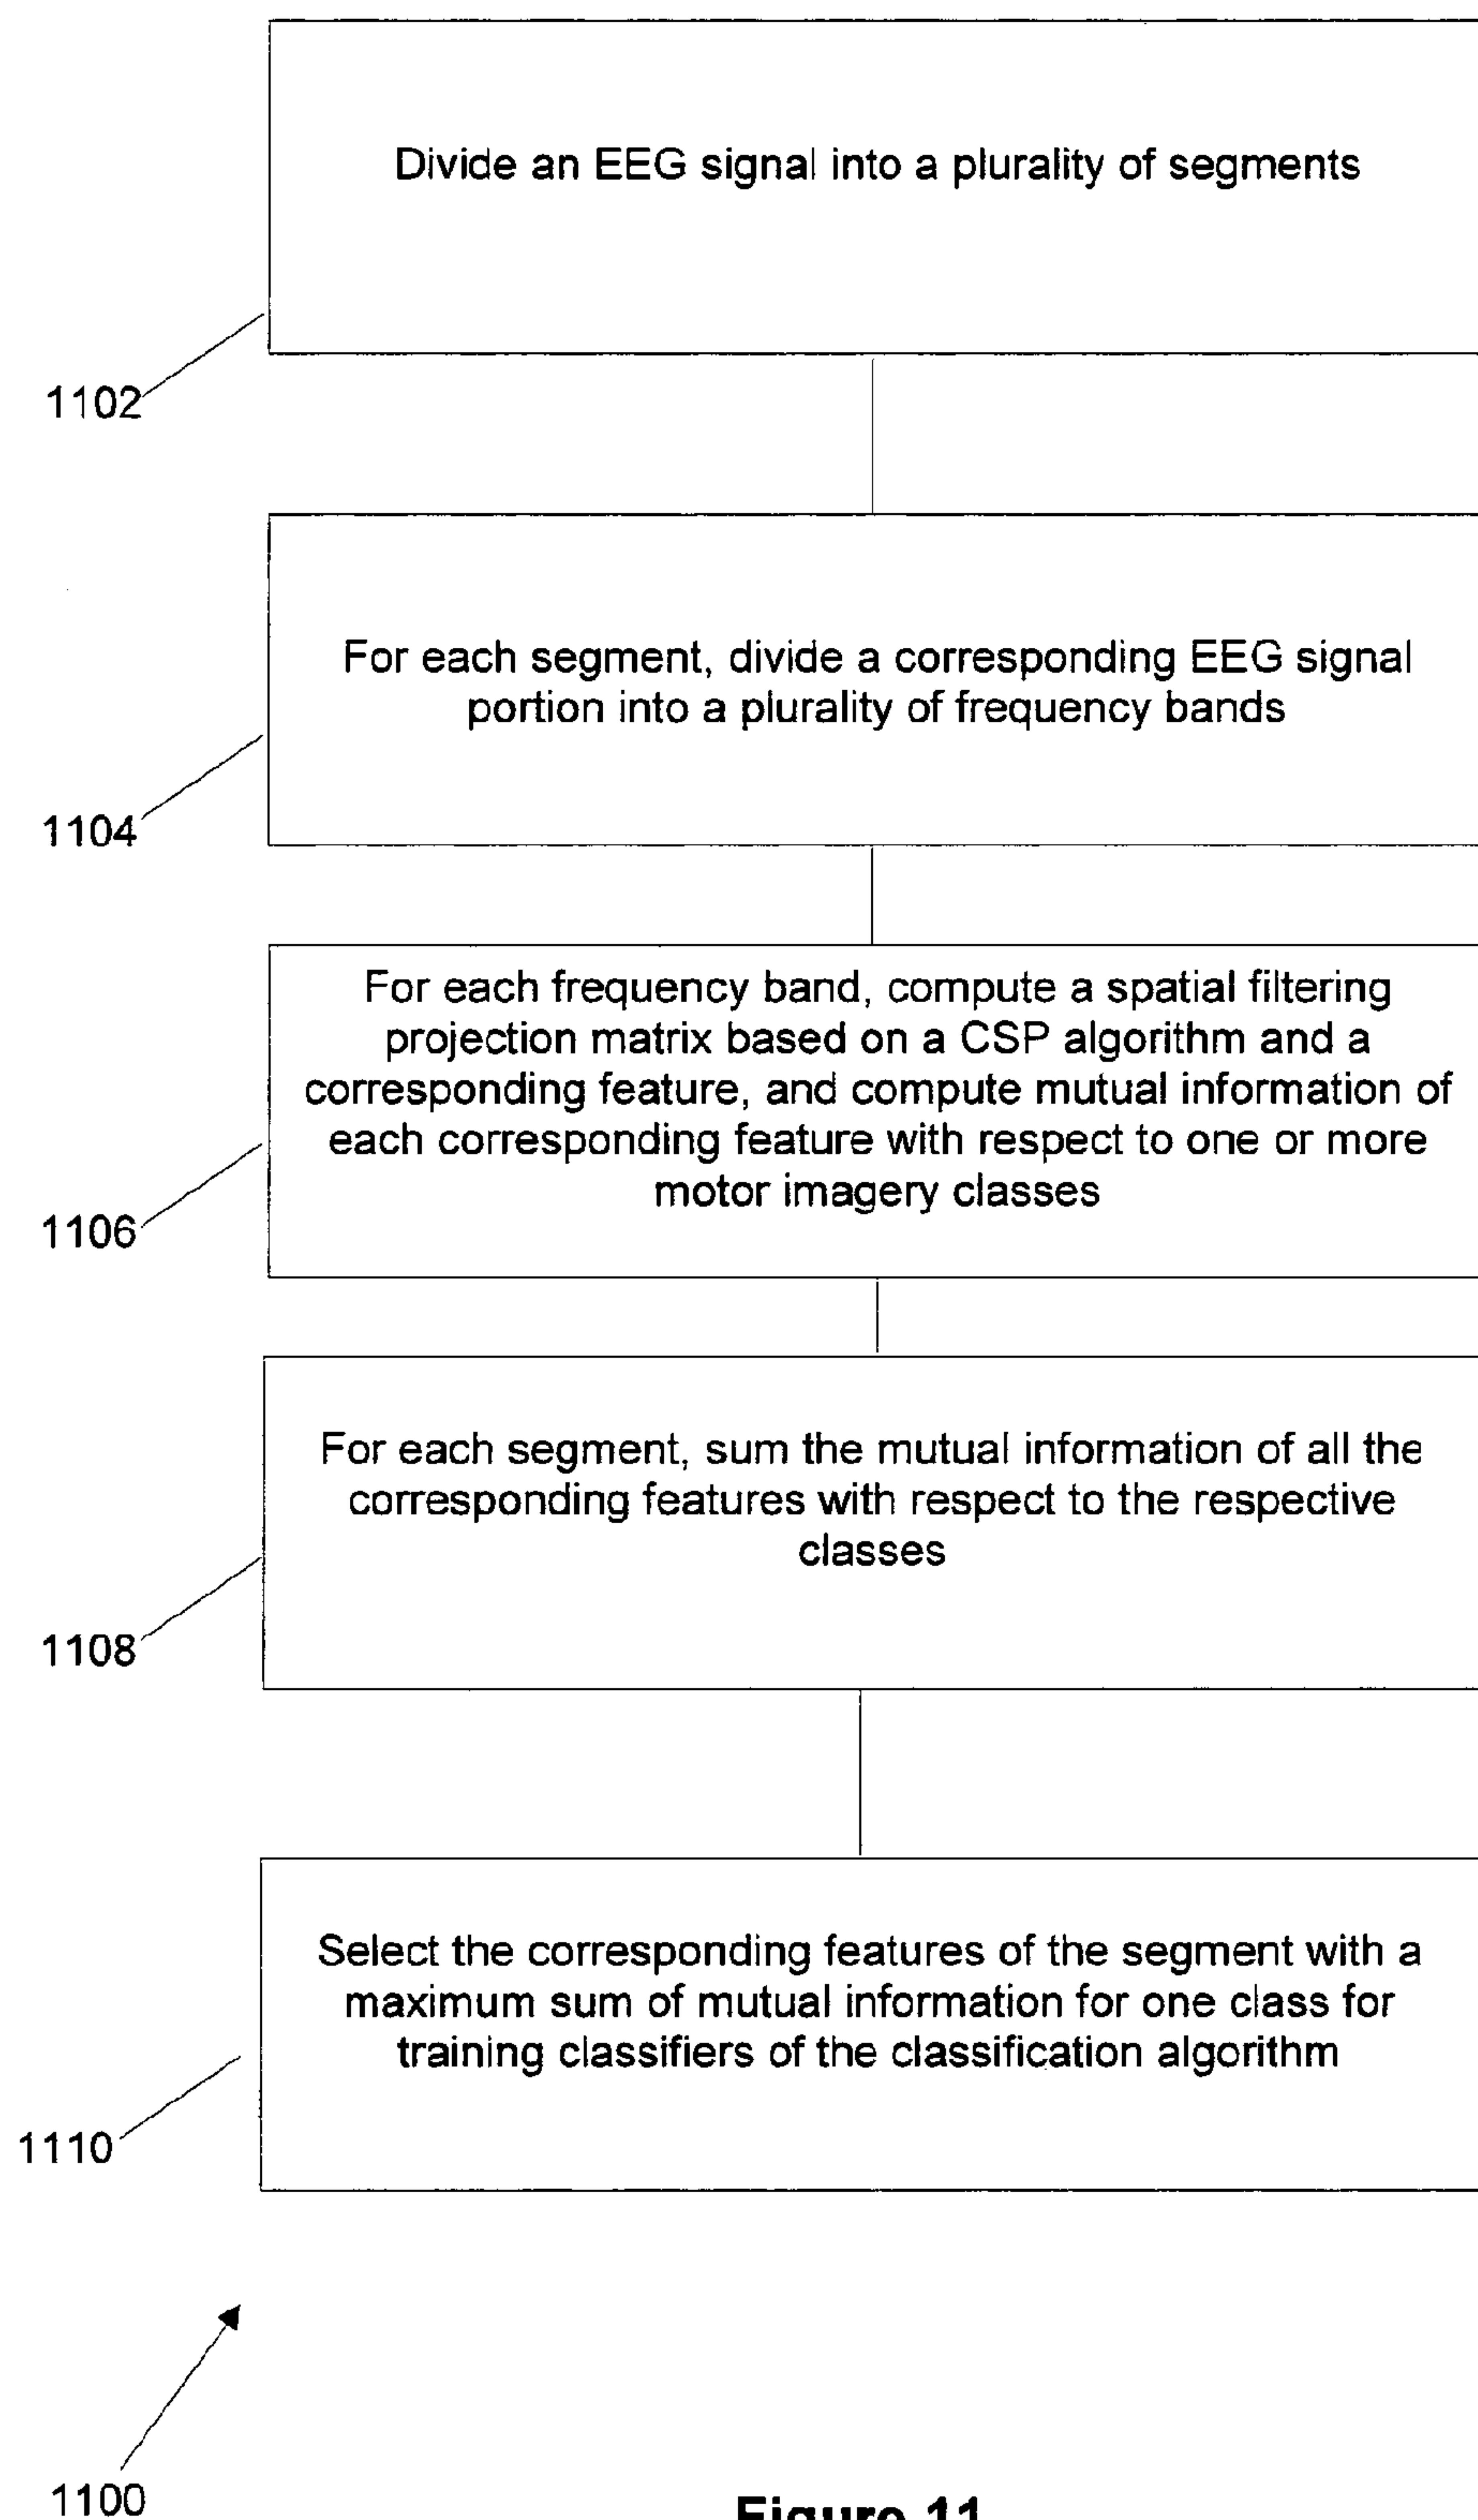 Divide an EEG signal into a plurality of segments
1102
For each segment, divide a corresponding EEG signal
portion into a plurality of frequency bands
1104
For each frequency band, compute a spatial filtering
projection matrix based on a CSP algorithm and a
corresponding feature, and compute mutual information of
each corresponding feature with respect to one or more
motor imagery classes
1106
For each segment, sum the mutual information of all the
corresponding features with respect to the respective
classes
1108
Select the corresponding features of the segment with a
maximum sum of mutual information for one class for
training classifiers of the classification algorithm
1110
1100
Figure 11